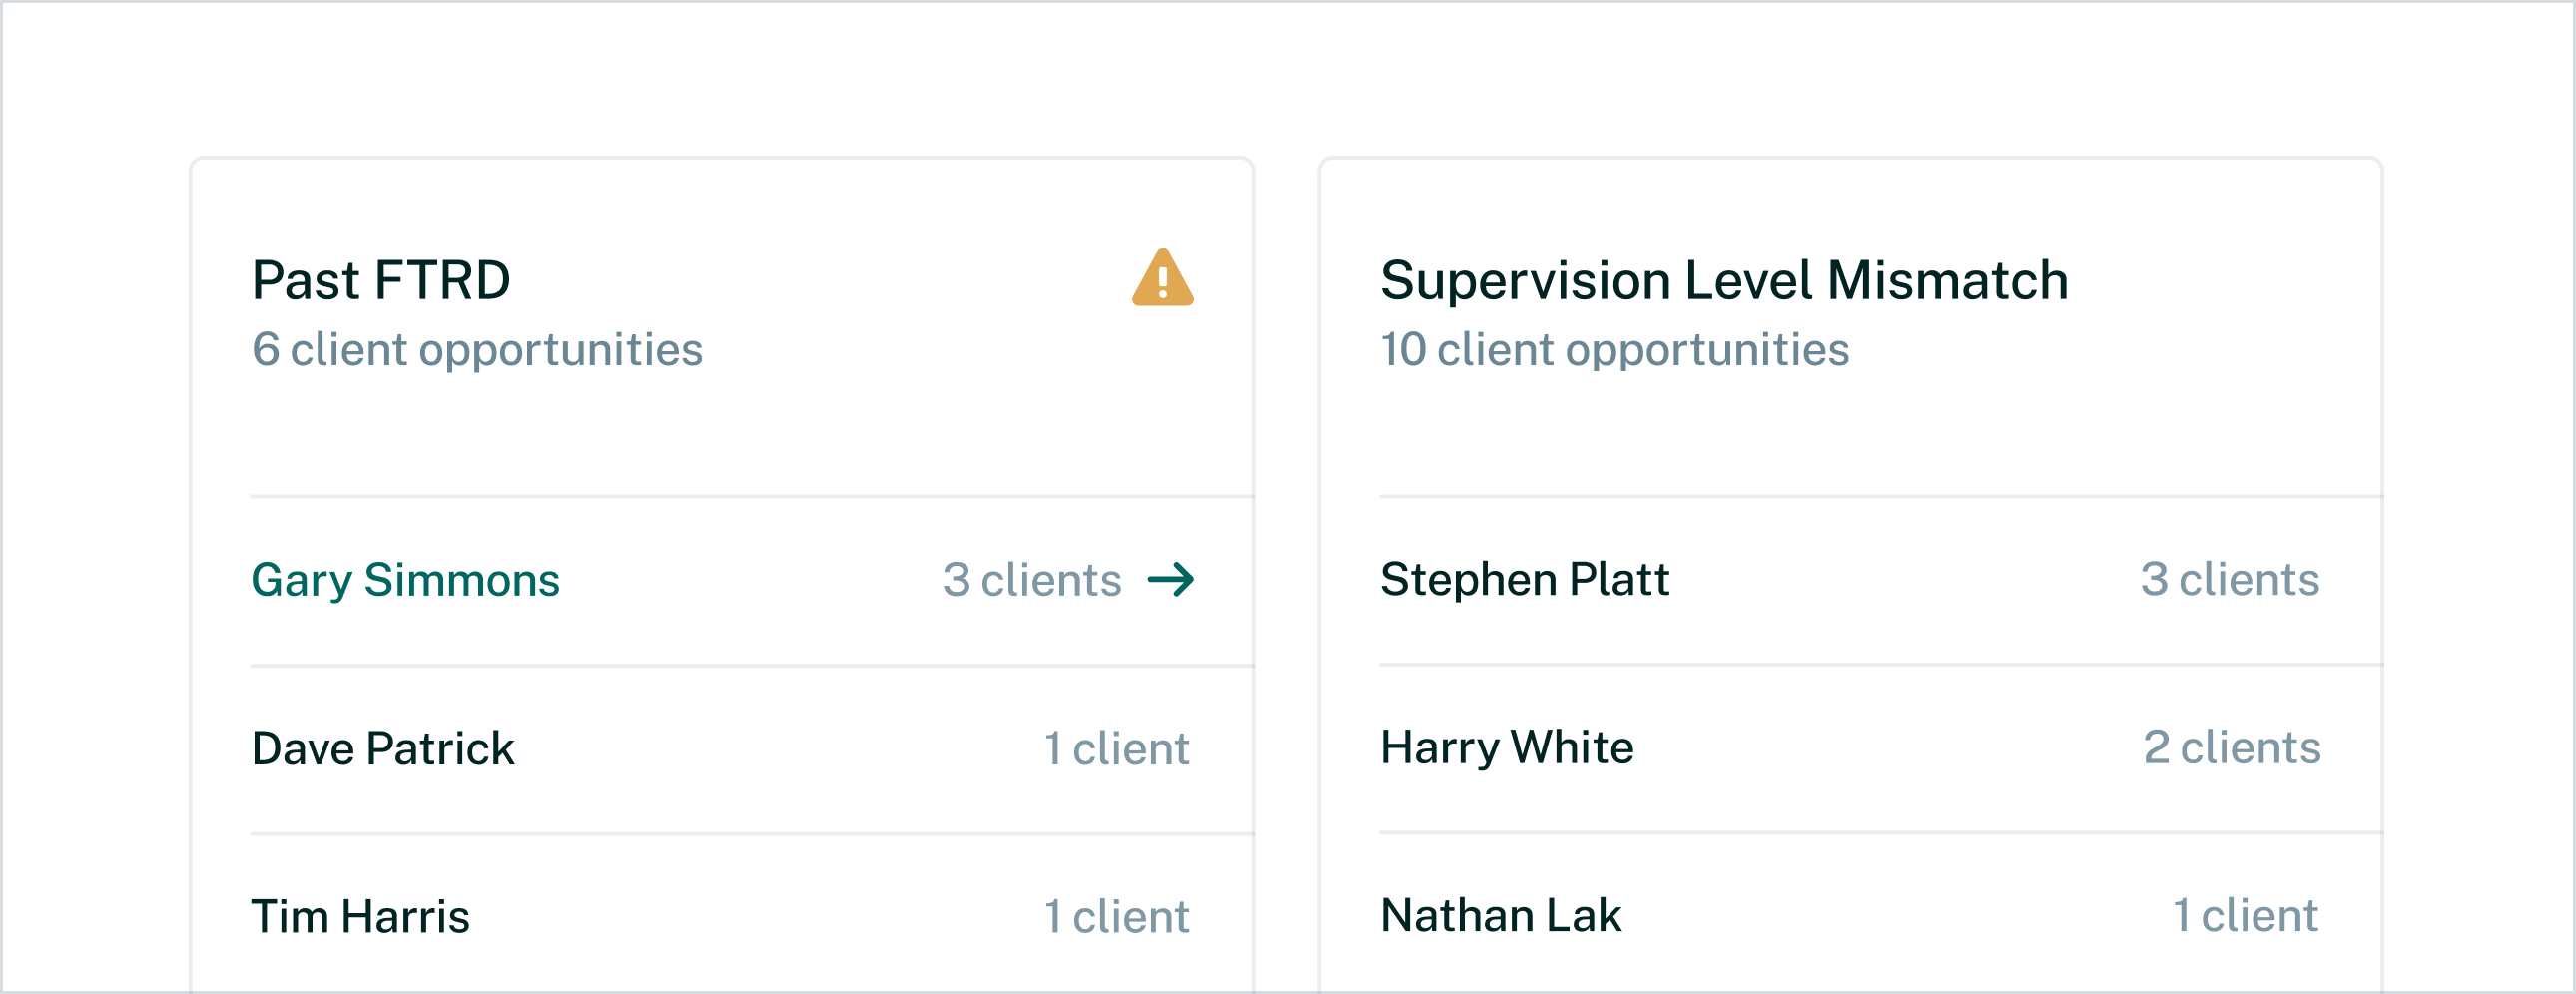 Past FTRD
6 client opportunities
Gary Simmons 3 clients →
Dave Patrick 1 client
Tim Harris 1 client
Supervision Level Mismatch
10 client opportunities
Stephen Platt 3 clients
Harry White 2 clients
Nathan Lak 1 client